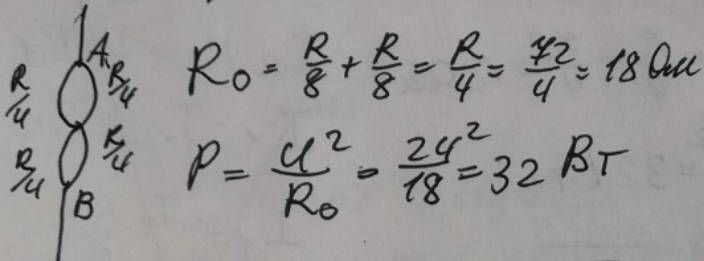 A
R/4 R/4
R/4 R/4
B
R₀ = R/8 + R/8 = R/4 = 72/4 = 18 Ом
P = U²/R₀ = 24²/18 = 32 Вт